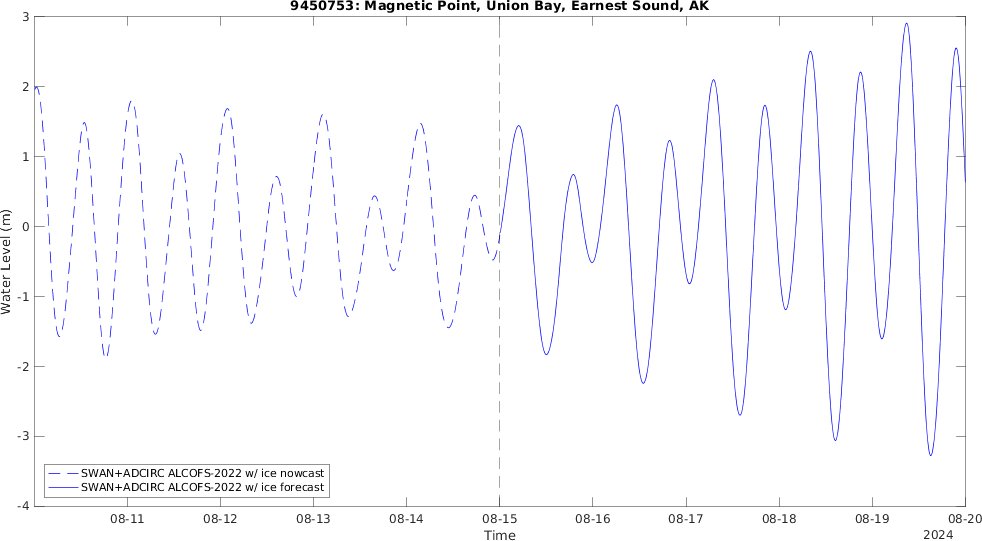 9450753: Magnetic Point, Union Bay, Earnest Sound, AK
3
2
1
0
-1
-2
-3
-4
Water Level (m)
SWAN+ADCIRC ALCOFS-2022 w/ ice nowcast
SWAN+ADCIRC ALCOFS-2022 w/ ice forecast
08-11 08-12 08-13 08-14 08-15 08-16 08-17 08-18 08-19 08-20
Time
2024